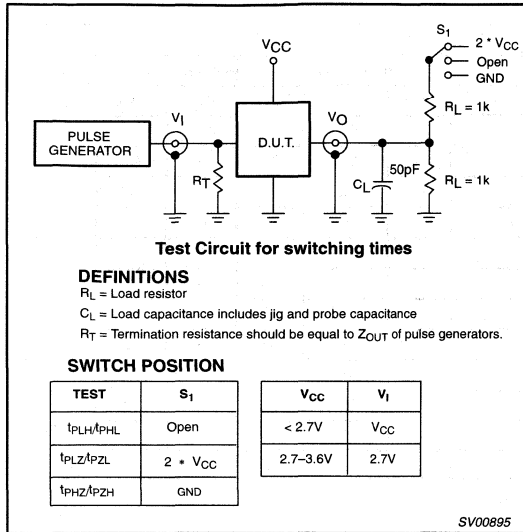 S1
2 * VCC
Open
GND
VCC
RL = 1k
VI
VO
PULSE
GENERATOR
D.U.T.
RT
50pF
CL
RL = 1k
Test Circuit for switching times
DEFINITIONS
RL = Load resistor
CL = Load capacitance includes jig and probe capacitance
RT = Termination resistance should be equal to ZOUT of pulse generators.
SWITCH POSITION
TEST S1
tPLH/tPHL Open
tPLZ/tPZL 2 * VCC
tPHZ/tPZH GND
VCC VI
< 2.7V VCC
2.7–3.6V 2.7V
SV00895